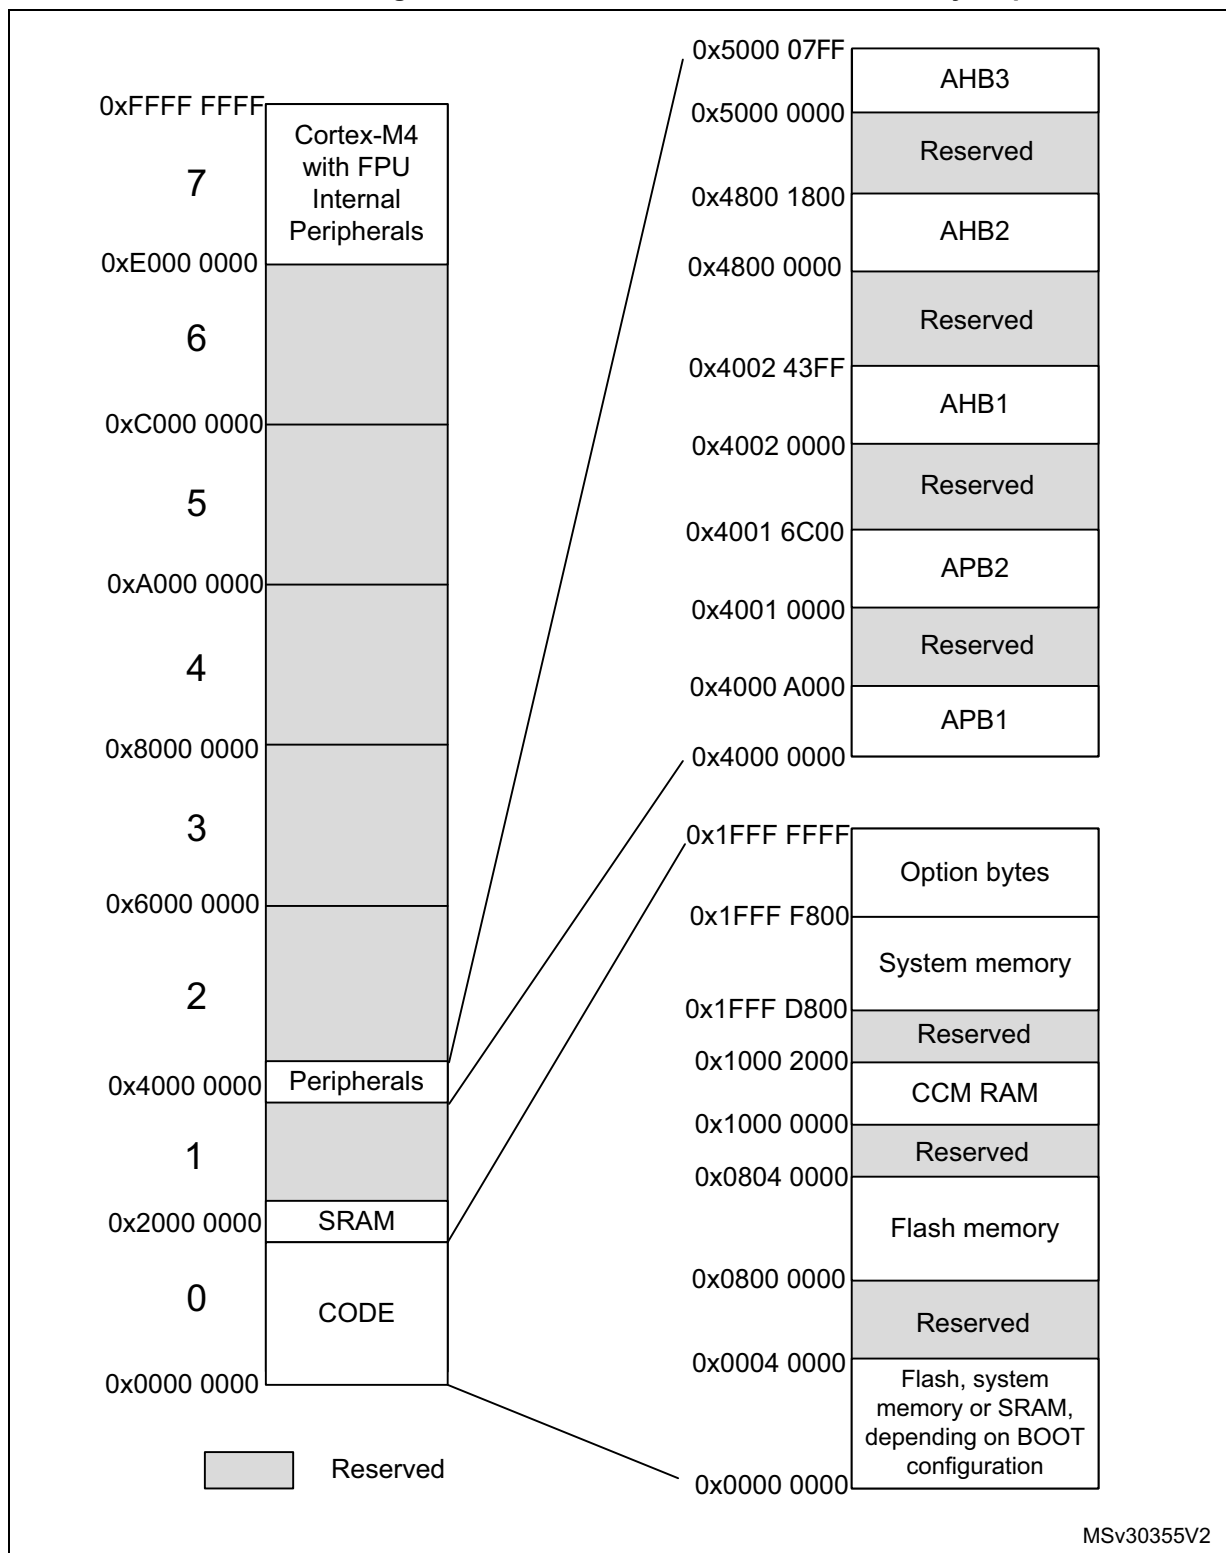 0xFFFF FFFF
Cortex-M4
with FPU
Internal
Peripherals
7
0xE000 0000
6
0xC000 0000
5
0xA000 0000
4
0x8000 0000
3
0x6000 0000
2
0x4000 0000
Peripherals
1
0x2000 0000
SRAM
0
CODE
0x0000 0000
Reserved
0x5000 07FF
AHB3
0x5000 0000
Reserved
0x4800 1800
AHB2
0x4800 0000
Reserved
0x4002 43FF
AHB1
0x4002 0000
Reserved
0x4001 6C00
APB2
0x4001 0000
Reserved
0x4000 A000
APB1
0x4000 0000
0x1FFF FFFF
Option bytes
0x1FFF F800
System memory
0x1FFF D800
Reserved
0x1000 2000
CCM RAM
0x1000 0000
Reserved
0x0804 0000
Flash memory
0x0800 0000
Reserved
0x0004 0000
Flash, system
memory or SRAM,
depending on BOOT
configuration
0x0000 0000
MSv30355V2